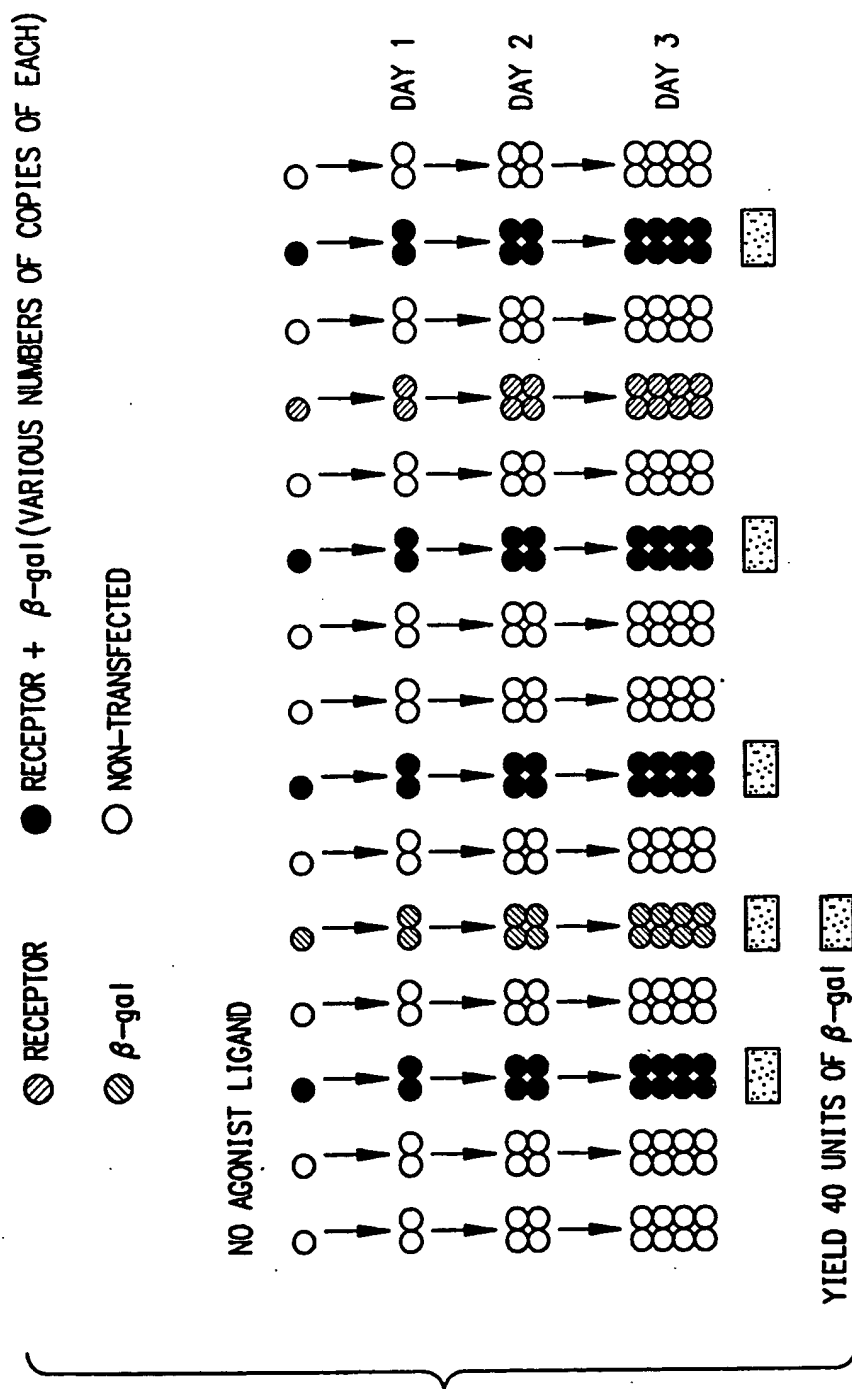 RECEPTOR
RECEPTOR + β-gal (VARIOUS NUMBERS OF COPIES OF EACH)
β-gal
NON-TRANSFECTED
NO AGONIST LIGAND
DAY 1
DAY 2
DAY 3
YIELD 40 UNITS OF β-gal